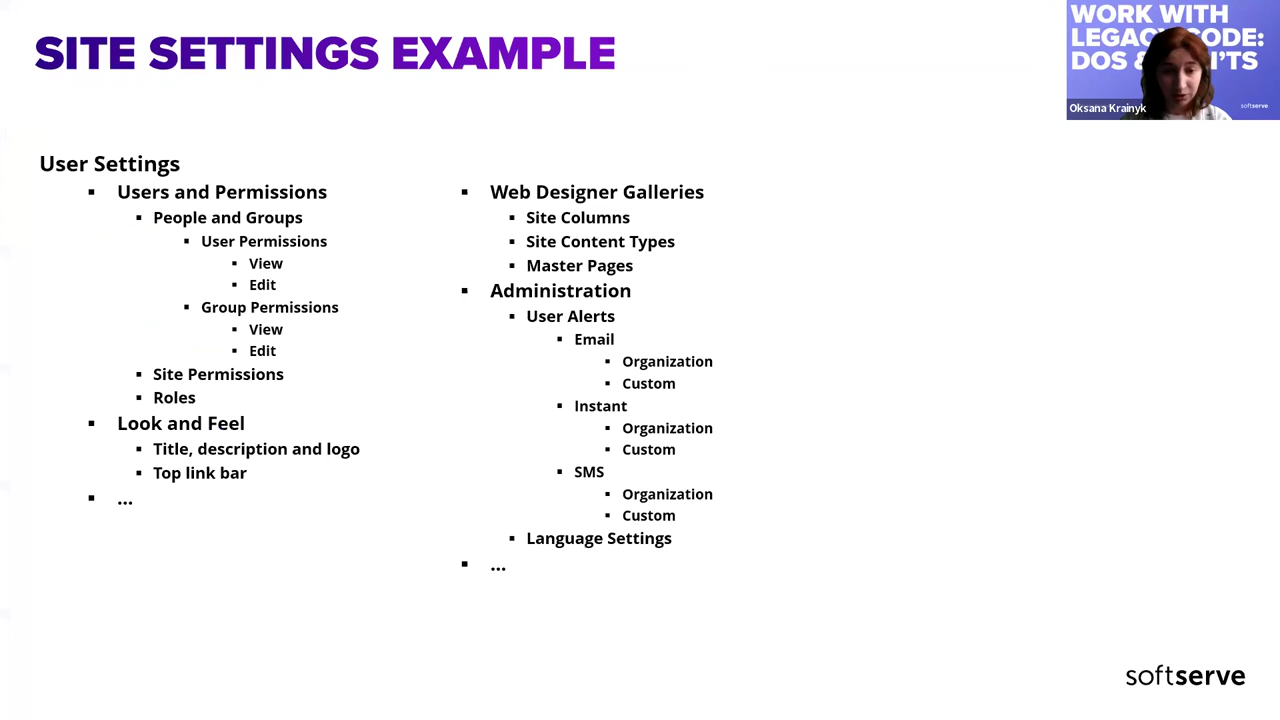 SITE SETTINGS EXAMPLE
WORK WITH
LEGACY CODE:
DOS &
Oksana Krainyk
softserve
User Settings
▪ Users and Permissions
▪ People and Groups
▪ User Permissions
▪ View
▪ Edit
▪ Group Permissions
▪ View
▪ Edit
▪ Site Permissions
▪ Roles
▪ Look and Feel
▪ Title, description and logo
▪ Top link bar
▪ ...
▪ Web Designer Galleries
▪ Site Columns
▪ Site Content Types
▪ Master Pages
▪ Administration
▪ User Alerts
▪ Email
▪ Organization
▪ Custom
▪ Instant
▪ Organization
▪ Custom
▪ SMS
▪ Organization
▪ Custom
▪ Language Settings
▪ ...
softserve